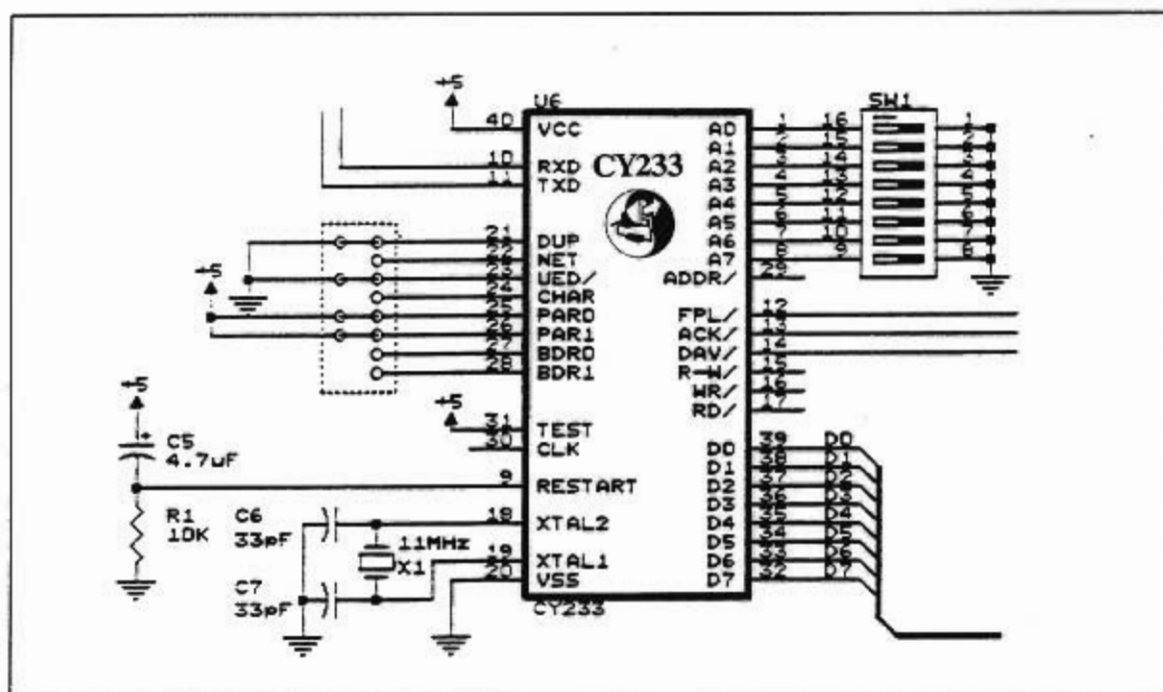 +5
U6
SW1
40 VCC
A0 1 16 1
A1 2 15 2
10 RXD
CY233
A2 3 14 3
11 TXD
A3 4 13 4
A4 5 12 5
A5 6 11 6
21 DUP
A6 7 10 7
22 NET
A7 8 9 8
+5
23 UED/
ADDR/ 29
24 CHAR
25 PAR0
FPL/ 12
26 PAR1
ACK/ 13
27 BDR0
DAV/ 14
28 BDR1
R-W/ 15
WR/ 16
+5
+5
RD/ 17
31 TEST
C5
4.7uF
30 CLK
D0 39 D0
D1 38 D1
9 RESTART
D2 37 D2
D3 36 D3
R1
10K
C6
33pF
18 XTAL2
D4 35 D4
11MHz
X1
D5 34 D5
19 XTAL1
D6 33 D6
20 VSS
D7 32 D7
C7
33pF
CY233